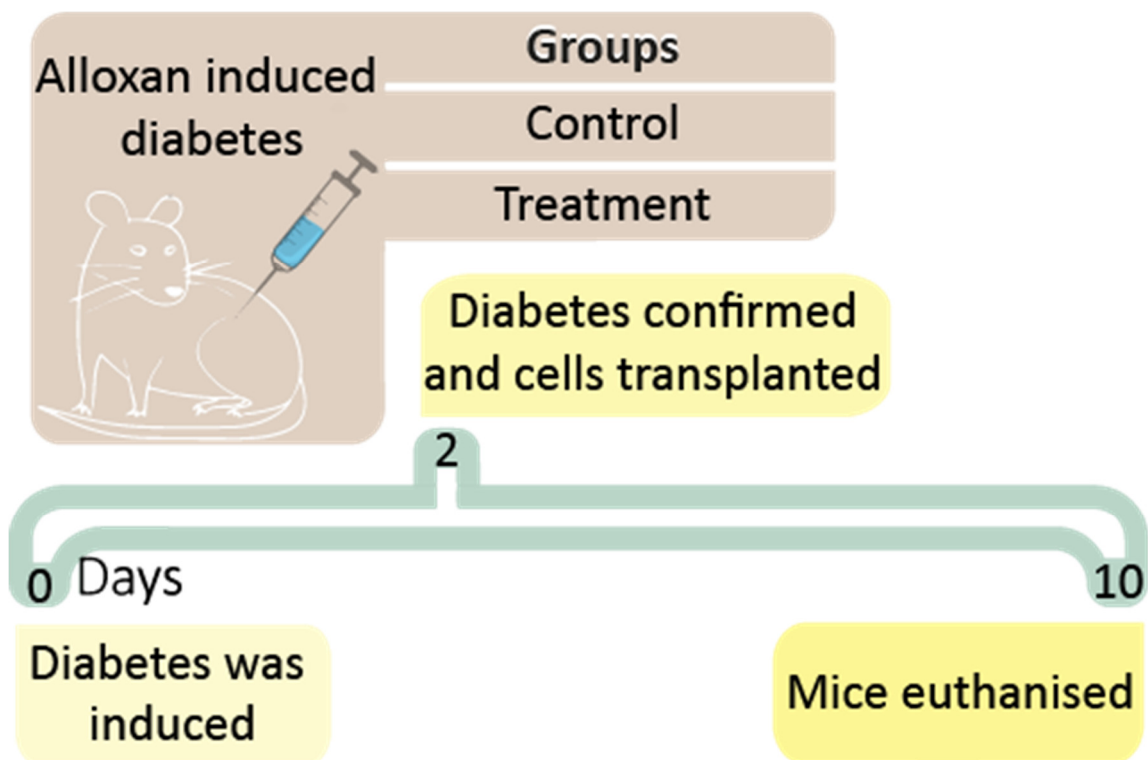 Alloxan induced
diabetes
Groups
Control
Treatment
Diabetes confirmed
and cells transplanted
2
0 Days
10
Diabetes was
induced
Mice euthanised